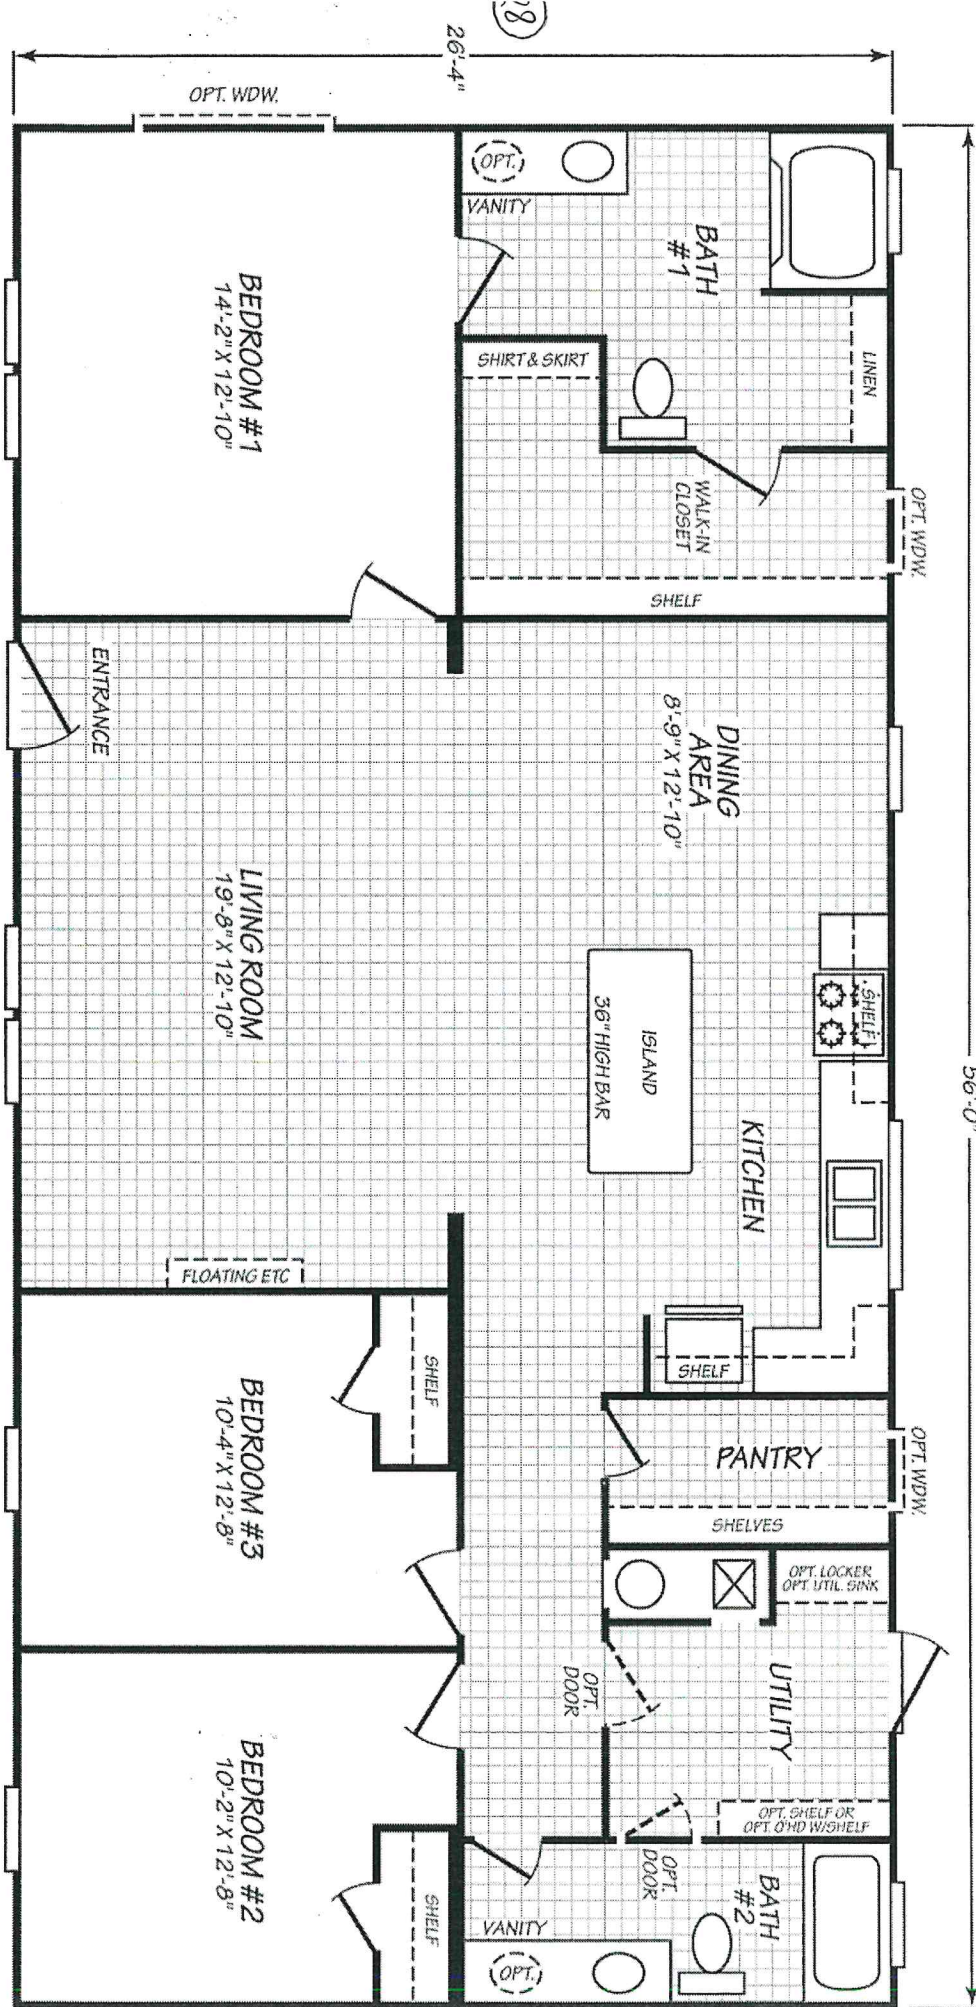 28
26'-4"
56'-0"
OPT. WDW.
OPT.
VANITY
BATH
#1
LINEN
BEDROOM #1
14'-2" X 12'-10"
SHIRT & SKIRT
WALK-IN
CLOSET
OPT. WDW.
SHELF
ENTRANCE
DINING
AREA
8'-9" X 12'-10"
LIVING ROOM
19'-8" X 12'-10"
SHELF
ISLAND
36" HIGH BAR
KITCHEN
FLOATING ETC
SHELF
SHELF
BEDROOM #3
10'-4" X 12'-8"
PANTRY
OPT. WDW.
SHELVES
OPT. LOCKER
OPT. UTIL. SINK
UTILITY
OPT.
DOOR
OPT. SHELF OR
OPT. O'HD W/SHELF
BEDROOM #2
10'-2" X 12'-8"
SHELF
OPT.
DOOR
BATH
#2
VANITY
OPT.